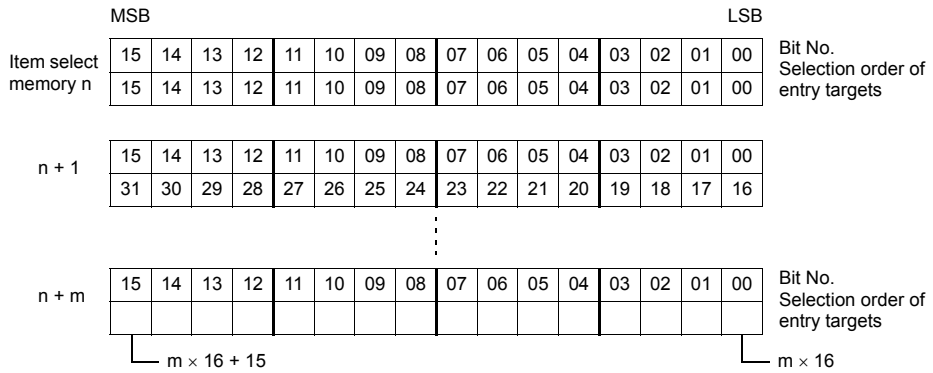 MSB LSB
Item select memory n
15 14 13 12 11 10 09 08 07 06 05 04 03 02 01 00 Bit No.
15 14 13 12 11 10 09 08 07 06 05 04 03 02 01 00 Selection order of entry targets
n + 1
15 14 13 12 11 10 09 08 07 06 05 04 03 02 01 00
31 30 29 28 27 26 25 24 23 22 21 20 19 18 17 16
n + m
15 14 13 12 11 10 09 08 07 06 05 04 03 02 01 00 Bit No.
Selection order of entry targets
m × 16 + 15 m × 16